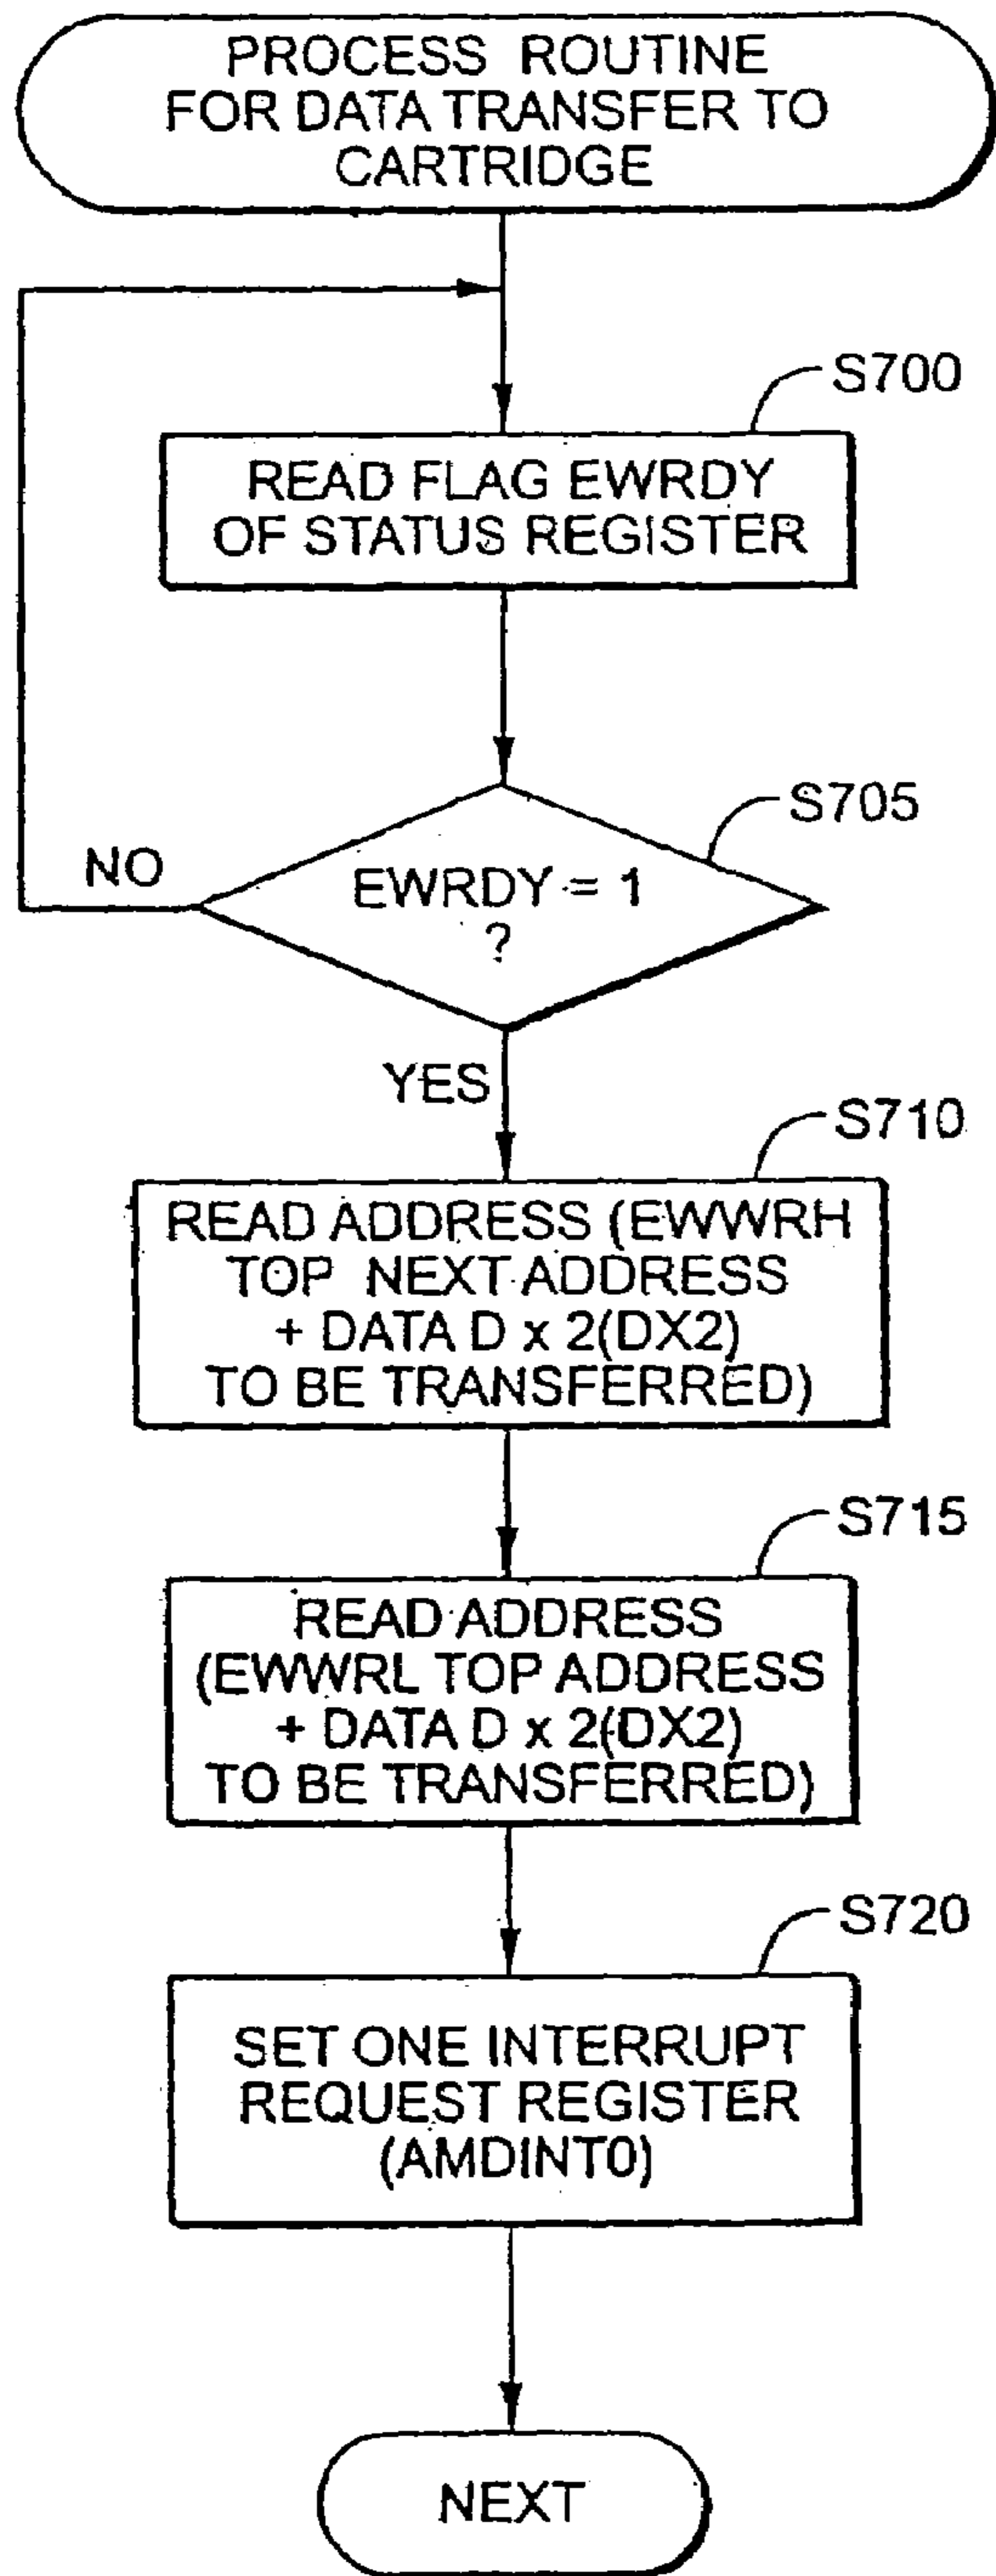 PROCESS ROUTINE
FOR DATA TRANSFER TO
CARTRIDGE
S700
READ FLAG EWRDY
OF STATUS REGISTER
S705
NO
EWRDY = 1
?
YES
S710
READ ADDRESS (EWWRH
TOP NEXT ADDRESS
+ DATA D x 2(DX2)
TO BE TRANSFERRED)
S715
READ ADDRESS
(EWWRL TOP ADDRESS
+ DATA D x 2(DX2)
TO BE TRANSFERRED)
S720
SET ONE INTERRUPT
REQUEST REGISTER
(AMDINT0)
NEXT